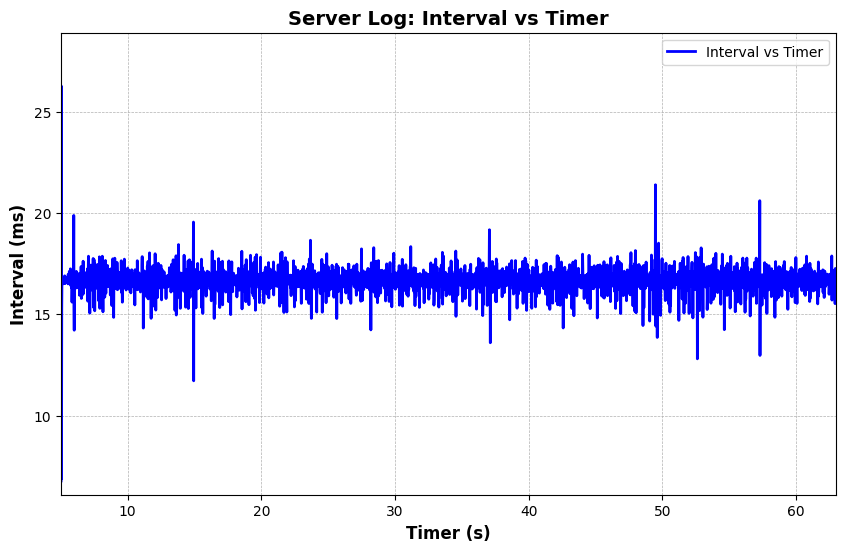 Server Log: Interval vs Timer
Interval vs Timer
25
20
15
10
Interval (ms)
10 20 30 40 50 60
Timer (s)